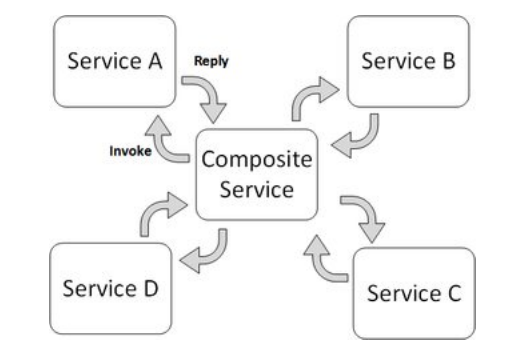 Service A
Reply
Service B
Invoke
Composite
Service
Service D
Service C